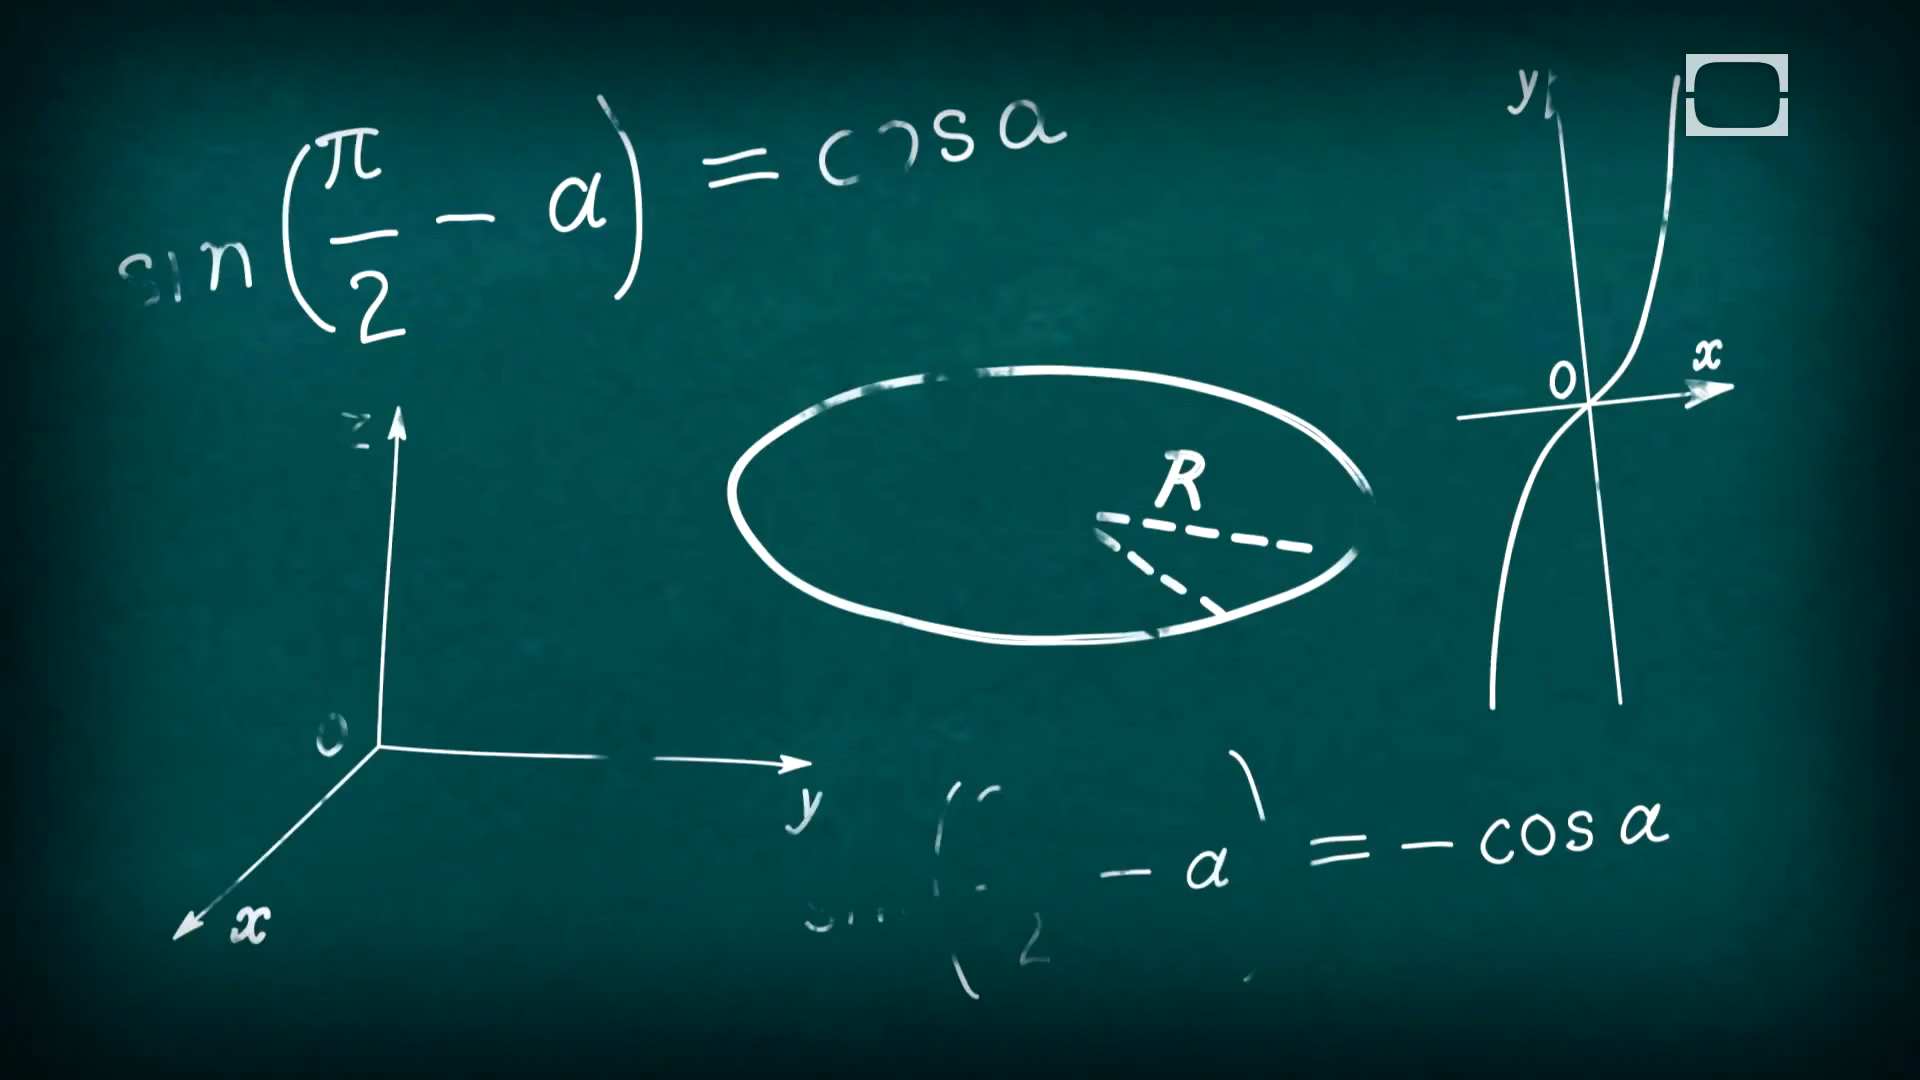 sin(π/2 - a) = cos a
y
x
0
z
R
0
y
x
- a) = - cos a